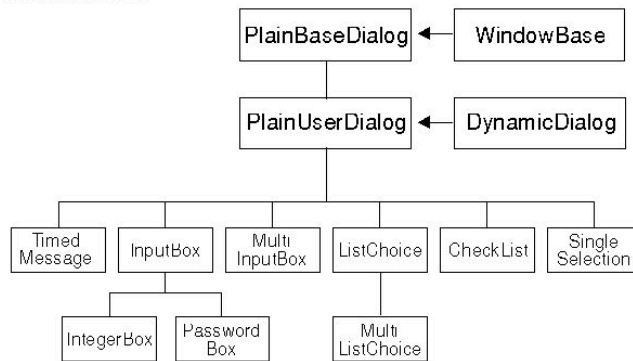 PlainBaseDialog
WindowBase
PlainUserDialog
DynamicDialog
Timed
Message
InputBox
Multi
InputBox
ListChoice
CheckList
Single
Selection
IntegerBox
Password
Box
Multi
ListChoice